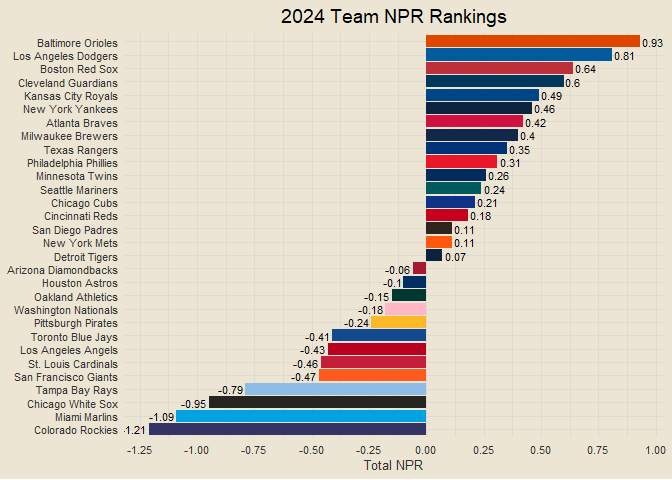 2024 Team NPR Rankings
Baltimore Orioles 0.93
Los Angeles Dodgers 0.81
Boston Red Sox 0.64
Cleveland Guardians 0.6
Kansas City Royals 0.49
New York Yankees 0.46
Atlanta Braves 0.42
Milwaukee Brewers 0.4
Texas Rangers 0.35
Philadelphia Phillies 0.31
Minnesota Twins 0.26
Seattle Mariners 0.24
Chicago Cubs 0.21
Cincinnati Reds 0.18
San Diego Padres 0.11
New York Mets 0.11
Detroit Tigers 0.07
Arizona Diamondbacks -0.06
Houston Astros -0.1
Oakland Athletics -0.15
Washington Nationals -0.18
Pittsburgh Pirates -0.24
Toronto Blue Jays -0.41
Los Angeles Angels -0.43
St. Louis Cardinals -0.46
San Francisco Giants -0.47
Tampa Bay Rays -0.79
Chicago White Sox -0.95
Miami Marlins -1.09
Colorado Rockies -1.21
-1.25 -1.00 -0.75 -0.50 -0.25 0.00 0.25 0.50 0.75 1.00
Total NPR